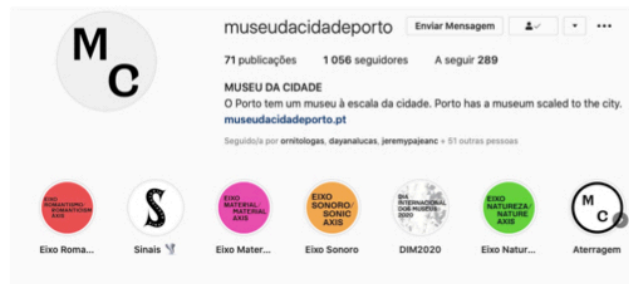 M
C
museudacidadeporto Enviar Mensagem
71 publicações 1 056 seguidores A seguir 289
MUSEU DA CIDADE
O Porto tem um museu à escala da cidade. Porto has a museum scaled to the city.
museudacidadeporto.pt
Seguido/a por ornitologas, dayanalucas, jeremypajeanc + 51 outras pessoas
EIXO
ROMANTISMO/
ROMANTICISM
AXIS
S
EIXO
MATERIAL/
MATERIAL
AXIS
EIXO
SONORO/
SONIC
AXIS
DIA
INTERNACIONAL
DOS MUSEUS
2020
EIXO
NATUREZA/
NATURE
AXIS
M
C
Eixo Roma... Sinais Eixo Mater... Eixo Sonoro DIM2020 Eixo Natur... Aterragem